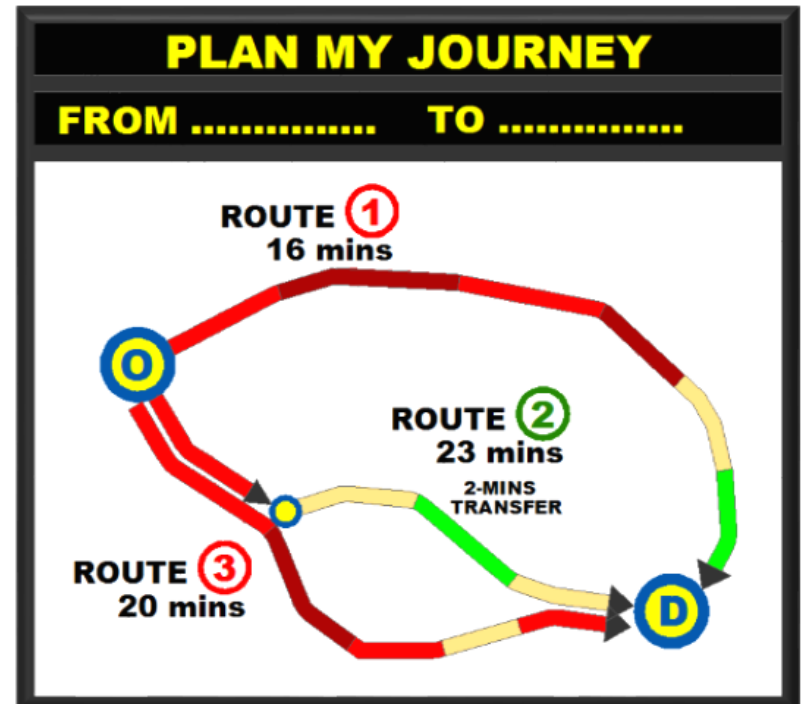 PLAN MY JOURNEY
FROM ............... TO ...............
ROUTE 1
16 mins
O
ROUTE 2
23 mins
2-MINS
TRANSFER
ROUTE 3
20 mins
D